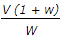 V (1 + w)
W